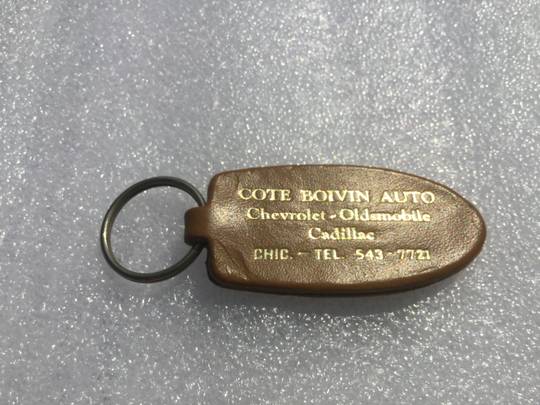 COTE BOIVIN AUTO
Chevrolet - Oldsmobile
Cadillac
CHIC. - TEL. 543-7721